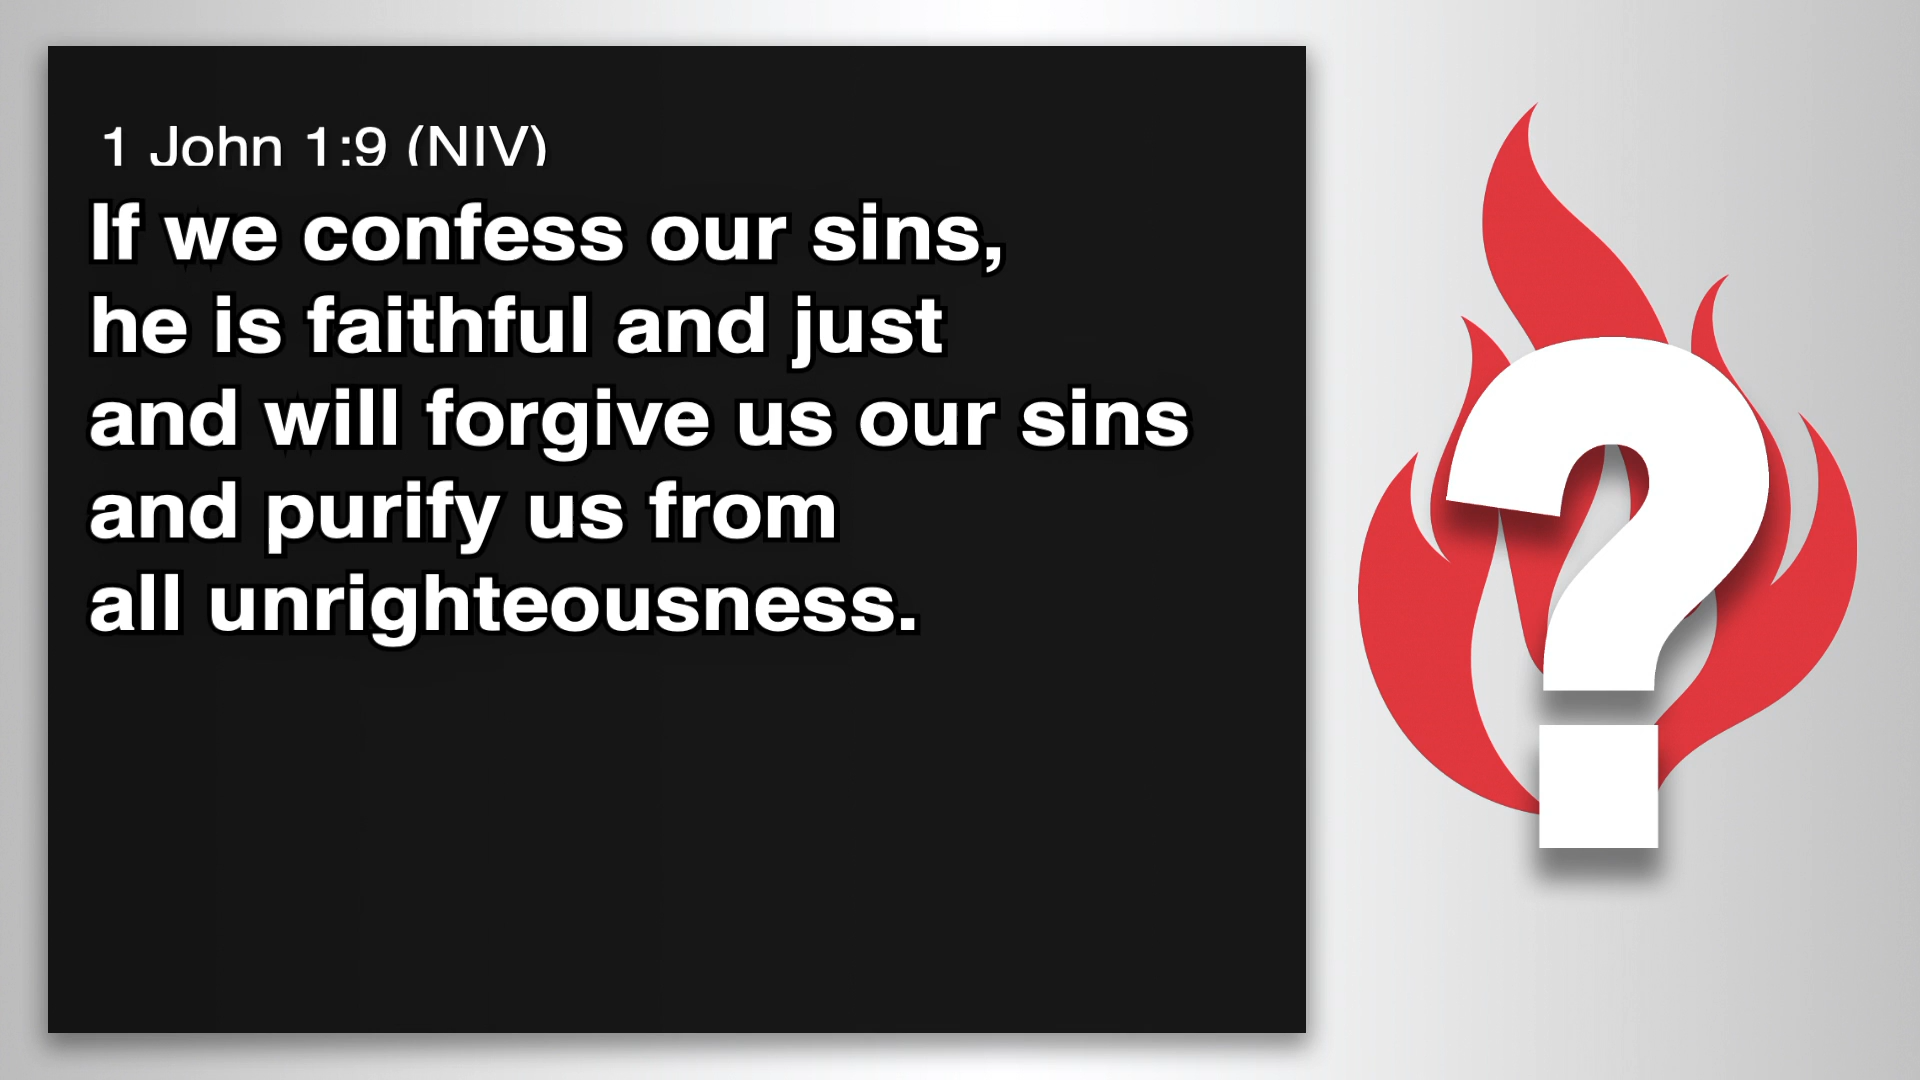 1 John 1:9 (NIV)
If we confess our sins,
he is faithful and just
and will forgive us our sins
and purify us from
all unrighteousness.
?